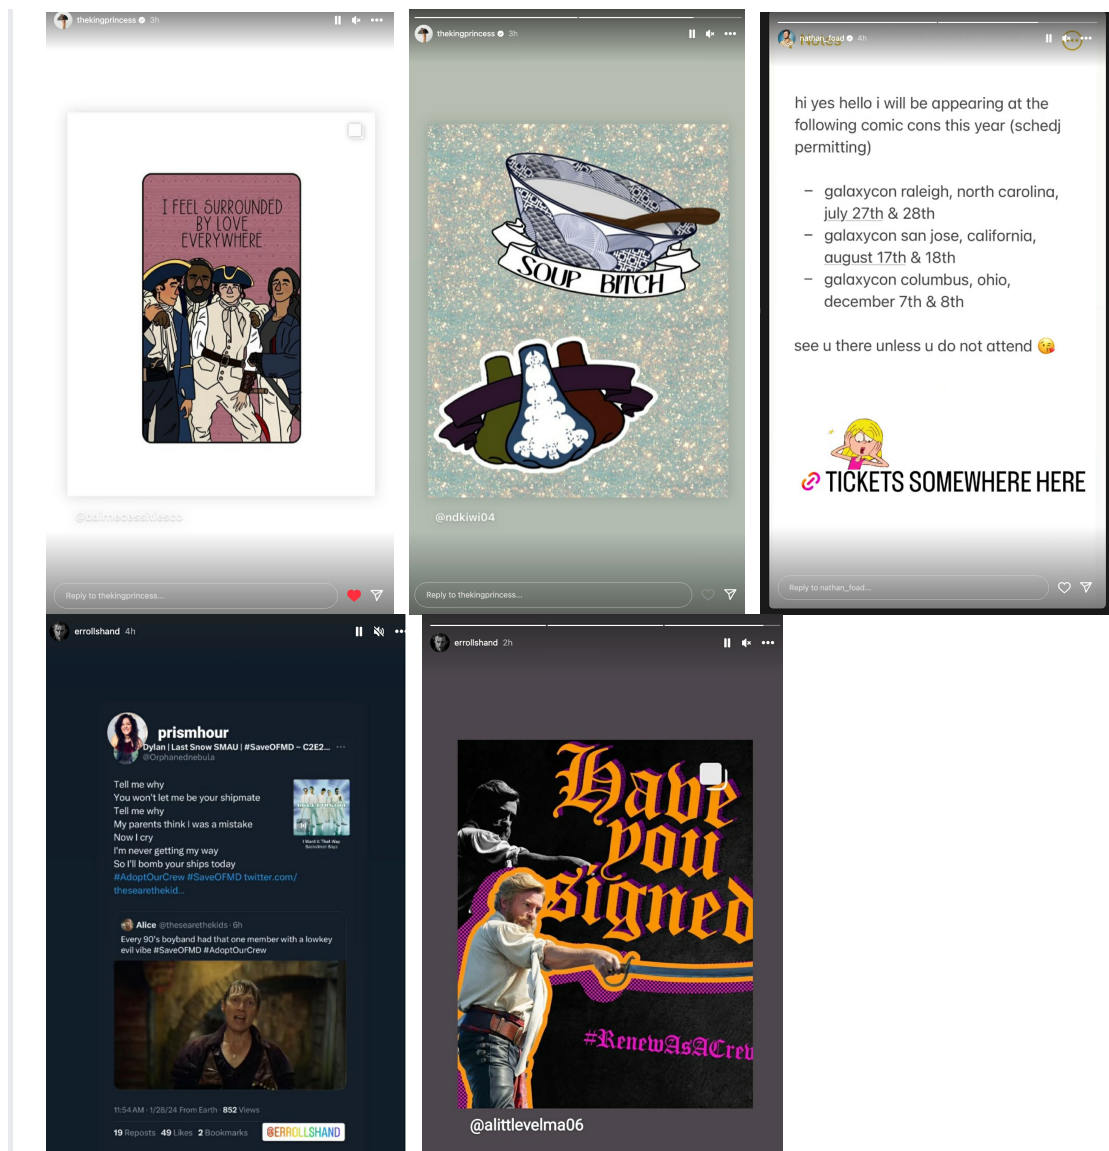 thekingprincess 3h
I FEEL SURROUNDED
BY LOVE
EVERYWHERE
@bairnecessitiesco
Reply to thekingprincess...
thekingprincess 3h
SOUP BITCH
@ndkiwi04
Reply to thekingprincess...
Notes
nathan_foad 4h
hi yes hello i will be appearing at the
following comic cons this year (schedj
permitting)
– galaxycon raleigh, north carolina,
july 27th & 28th
– galaxycon san jose, california,
august 17th & 18th
– galaxycon columbus, ohio,
december 7th & 8th
see u there unless u do not attend 😘
TICKETS SOMEWHERE HERE
Reply to nathan_foad...
errollshand 4h
prismhour
Dylan | Last Snow SMAU | #SaveOFMD ~ C2E2...
@Orphanednebula
Tell me why
You won't let me be your shipmate
Tell me why
My parents think I was a mistake
Now I cry
I'm never getting my way
So I'll bomb your ships today
#AdoptOurCrew #SaveOFMD twitter.com/
thesearethekid...
I Want It That Way
Backstreet Boys
Alice @thesearethekids · 6h
Every 90's boyband had that one member with a lowkey
evil vibe #SaveOFMD #AdoptOurCrew
11:54 AM · 1/28/24 From Earth · 852 Views
19 Reposts 49 Likes 2 Bookmarks
@ERROLLSHAND
errollshand 2h
Have
you
signed
#RenewAsACrew
@alittlevelma06